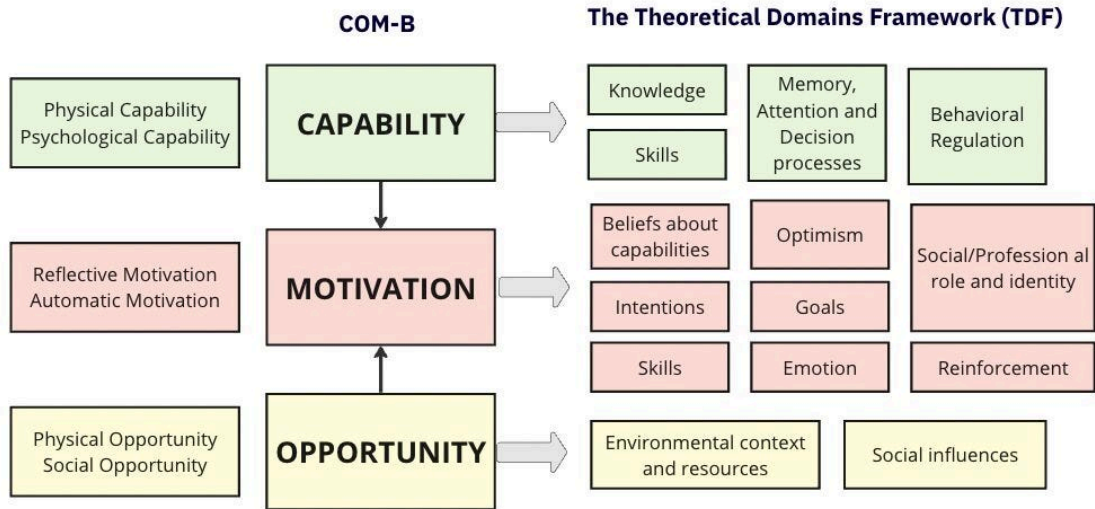 COM-B
The Theoretical Domains Framework (TDF)
Physical Capability
Psychological Capability
CAPABILITY
Knowledge
Skills
Memory,
Attention and
Decision
processes
Behavioral
Regulation
Reflective Motivation
Automatic Motivation
MOTIVATION
Beliefs about
capabilities
Optimism
Social/Profession al
role and identity
Intentions
Goals
Skills
Emotion
Reinforcement
Physical Opportunity
Social Opportunity
OPPORTUNITY
Environmental context
and resources
Social influences